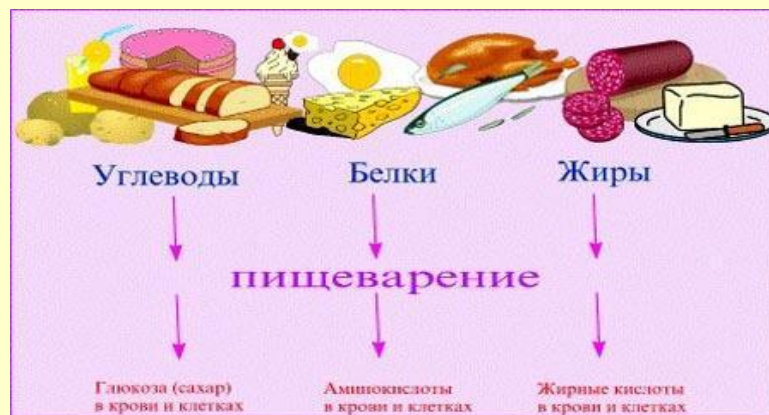 Углеводы Белки Жиры
пищеварение
Глюкоза (сахар) Аминокислоты Жирные кислоты
в крови и клетках в крови и клетках в крови и клетках